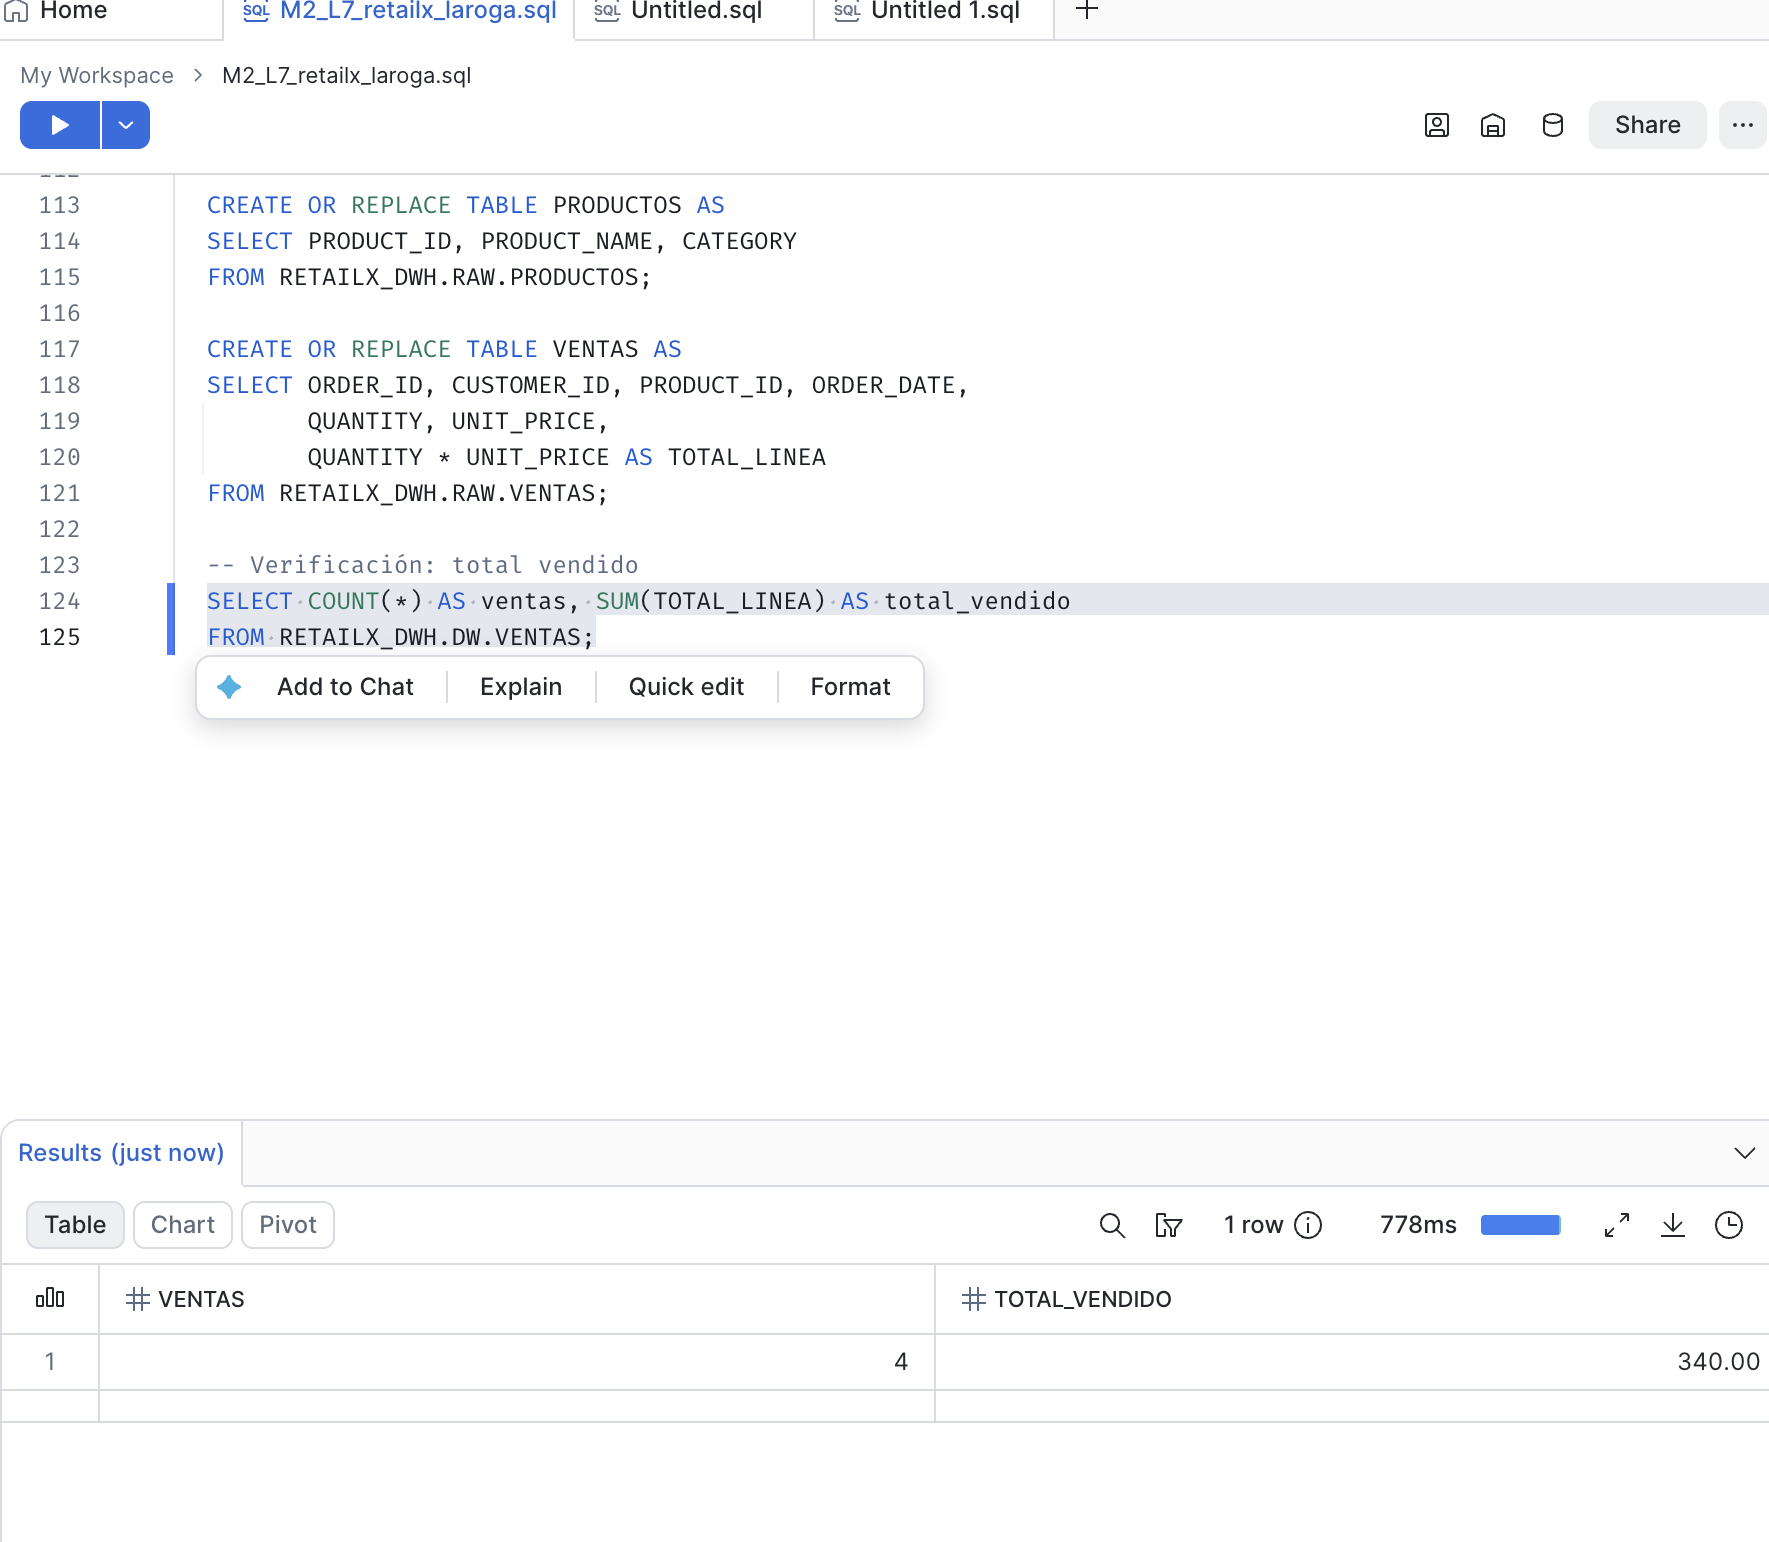 Home
SQL M2_L7_retailx_laroga.sql
SQL Untitled.sql
SQL Untitled 1.sql
My Workspace > M2_L7_retailx_laroga.sql
Share
112
113 CREATE OR REPLACE TABLE PRODUCTOS AS
114 SELECT PRODUCT_ID, PRODUCT_NAME, CATEGORY
115 FROM RETAILX_DWH.RAW.PRODUCTOS;
116
117 CREATE OR REPLACE TABLE VENTAS AS
118 SELECT ORDER_ID, CUSTOMER_ID, PRODUCT_ID, ORDER_DATE,
119 QUANTITY, UNIT_PRICE,
120 QUANTITY * UNIT_PRICE AS TOTAL_LINEA
121 FROM RETAILX_DWH.RAW.VENTAS;
122
123 -- Verificación: total vendido
124 SELECT COUNT(*) AS ventas, SUM(TOTAL_LINEA) AS total_vendido
125 FROM RETAILX_DWH.DW.VENTAS;
Add to Chat Explain Quick edit Format
Results (just now)
Table Chart Pivot 1 row 778ms
VENTAS TOTAL_VENDIDO
1 4 340.00